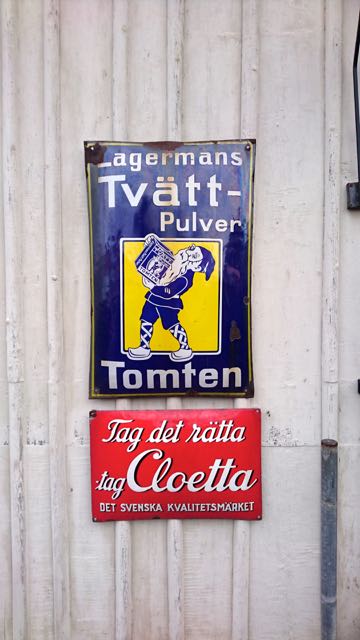 Lagermans
Tvätt-
Pulver
Tomten
Tag det rätta
tag Cloetta
DET SVENSKA KVALITETSMÄRKET